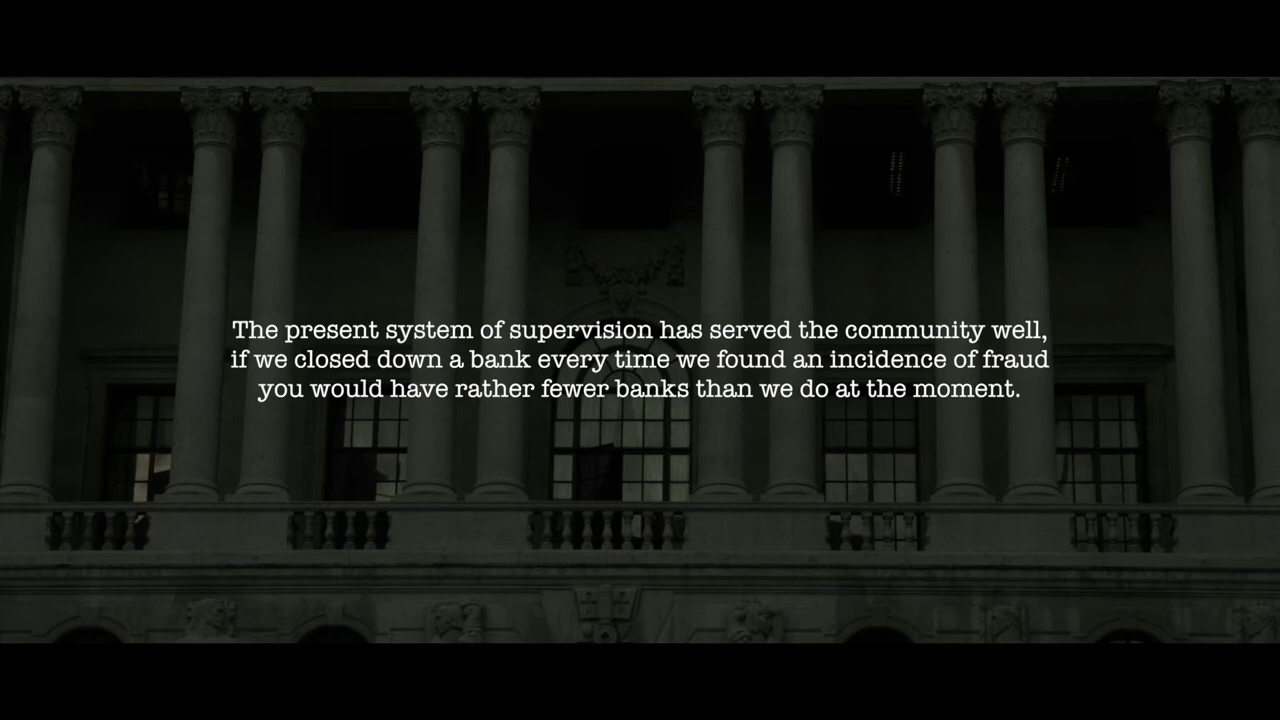 The present system of supervision has served the community well,
if we closed down a bank every time we found an incidence of fraud
you would have rather fewer banks than we do at the moment.